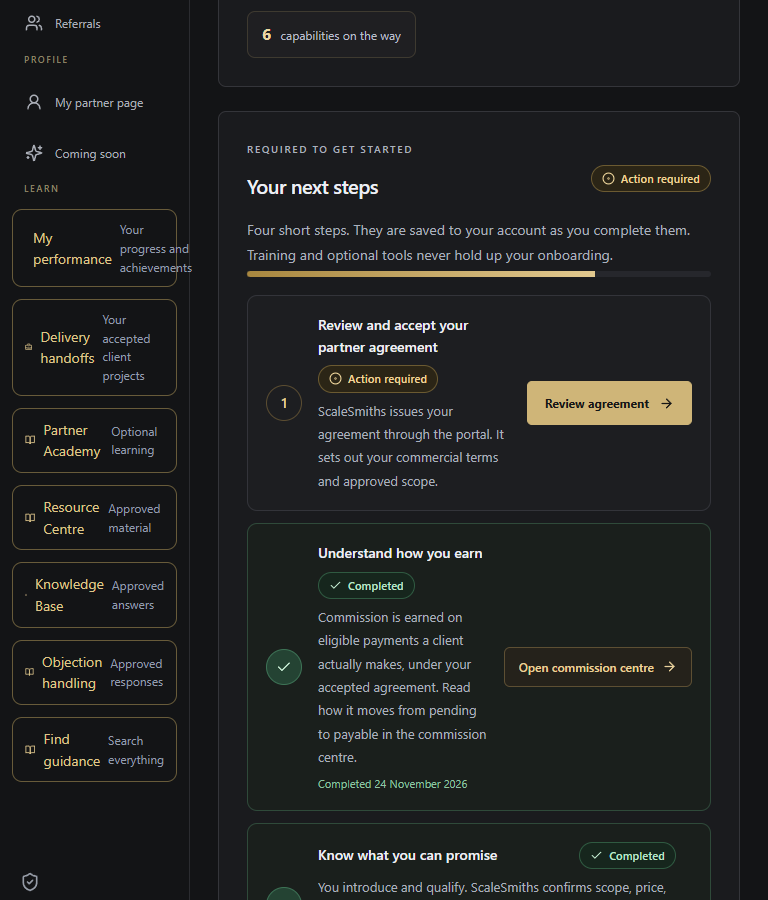 Referrals
PROFILE
My partner page
Coming soon
LEARN
My
performance
Your
progress and
achievements
Delivery
handoffs
Your
accepted
client
projects
Partner
Academy
Optional
learning
Resource
Centre
Approved
material
Knowledge
Base
Approved
answers
Objection
handling
Approved
responses
Find
guidance
Search
everything
6 capabilities on the way
REQUIRED TO GET STARTED
Your next steps
Action required
Four short steps. They are saved to your account as you complete them.
Training and optional tools never hold up your onboarding.
1
Review and accept your
partner agreement
Action required
ScaleSmiths issues your
agreement through the portal. It
sets out your commercial terms
and approved scope.
Review agreement
Understand how you earn
Completed
Commission is earned on
eligible payments a client
actually makes, under your
accepted agreement. Read
how it moves from pending
to payable in the commission
centre.
Completed 24 November 2026
Open commission centre
Know what you can promise
Completed
You introduce and qualify. ScaleSmiths confirms scope, price,